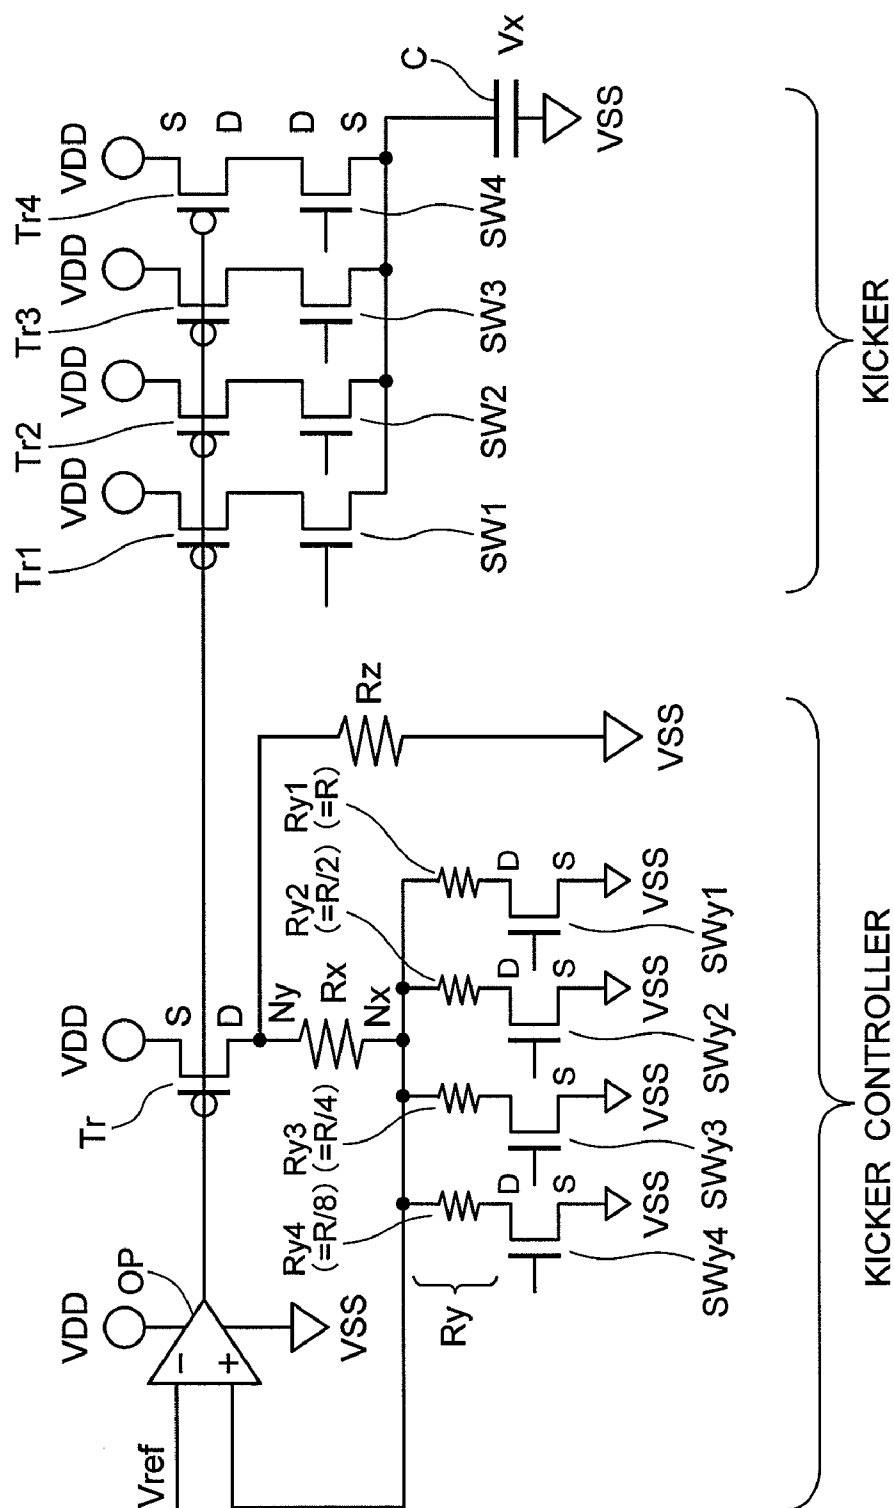 VDD
VDD
VDD
VDD
VDD
VDD
OP
Tr
Tr1
Tr2
Tr3
Tr4
S
D
S
D
D
S
Vref
−
+
VSS
Ny
Rx
Nx
Rz
VSS
SW1
SW2
SW3
SW4
C
Vx
VSS
Ry4
(=R/8)
Ry3
(=R/4)
Ry2
(=R/2)
Ry1
(=R)
Ry
D
S
D
S
D
S
D
S
VSS
VSS
VSS
VSS
SWy4
SWy3
SWy2
SWy1
KICKER CONTROLLER
KICKER